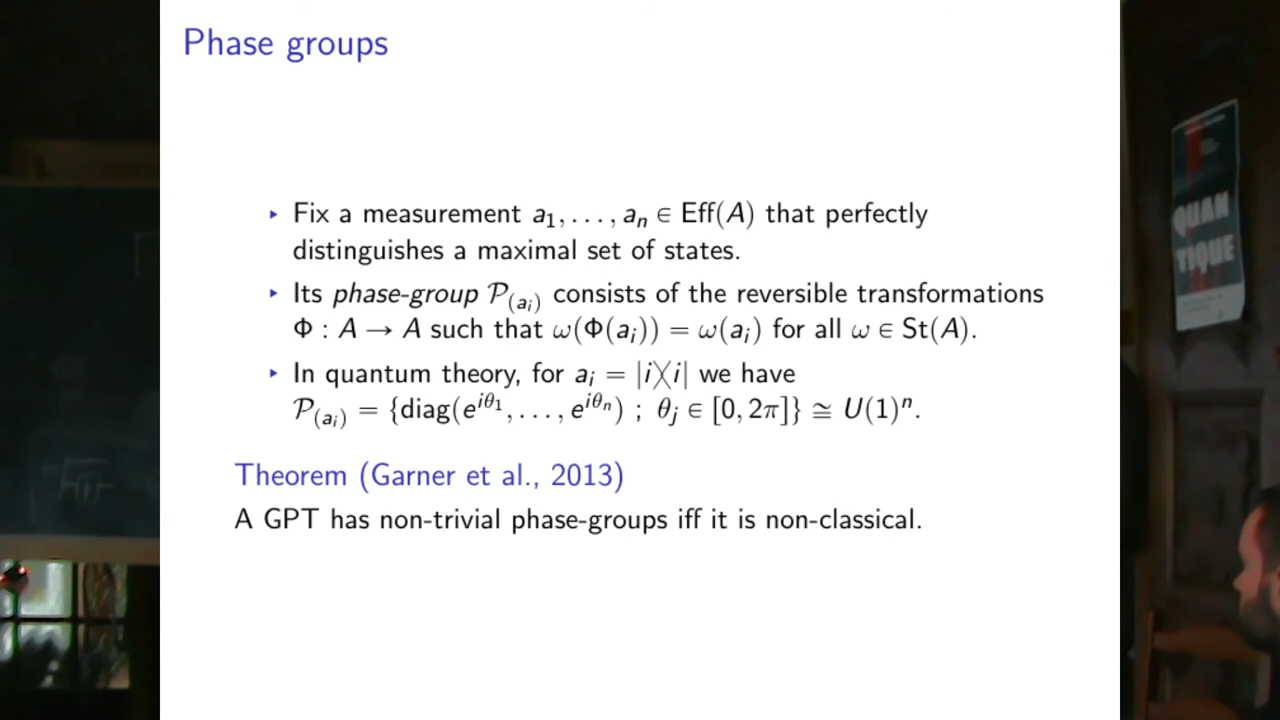 Phase groups
▸ Fix a measurement a₁, . . . , aₙ ∈ Eff(A) that perfectly
distinguishes a maximal set of states.
▸ Its phase-group 𝒫₍ₐᵢ₎ consists of the reversible transformations
Φ : A → A such that ω(Φ(aᵢ)) = ω(aᵢ) for all ω ∈ St(A).
▸ In quantum theory, for aᵢ = |i⟩⟨i| we have
𝒫₍ₐᵢ₎ = {diag(e^{iθ₁}, . . . , e^{iθₙ}) ; θⱼ ∈ [0, 2π]} ≅ U(1)ⁿ.
Theorem (Garner et al., 2013)
A GPT has non-trivial phase-groups iff it is non-classical.
QUAN
TIQUE